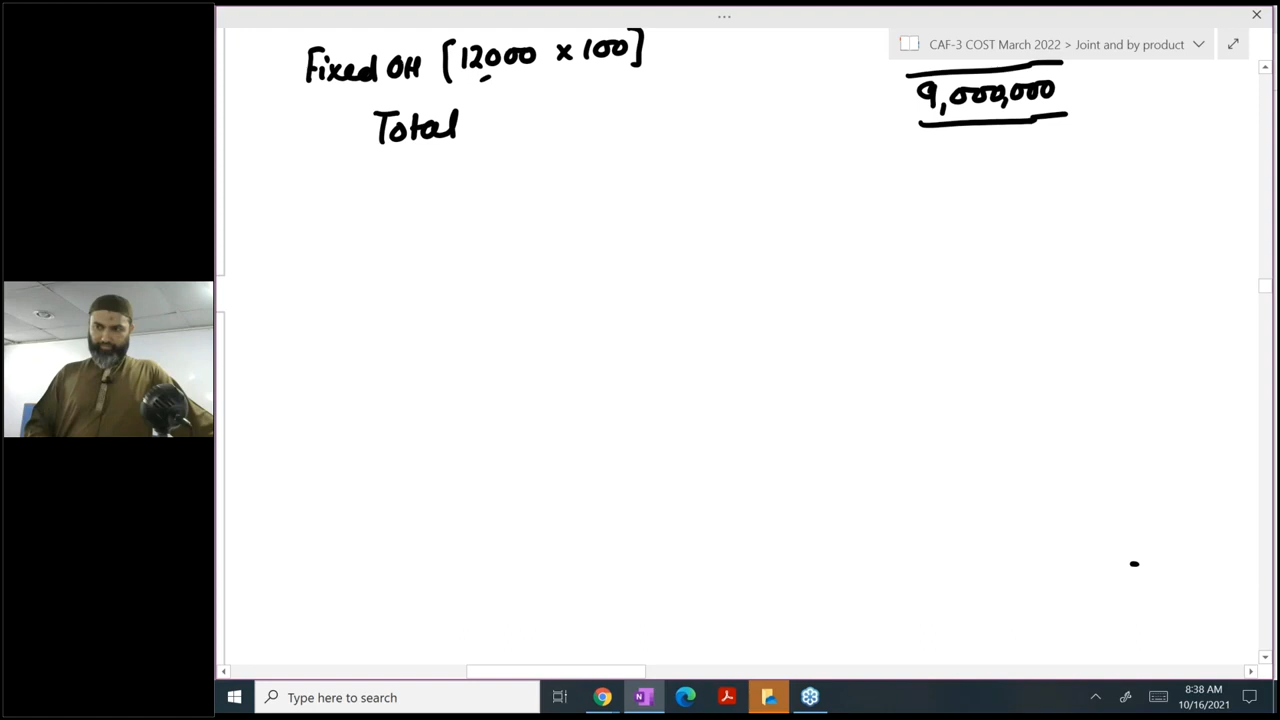 ...
CAF-3 COST March 2022 > Joint and by product
Fixed OH [12000 x 100]
9,000,000
Total
Type here to search
8:38 AM
10/16/2021